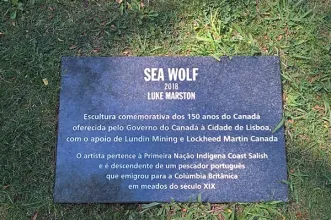 SEA WOLF
2018
LUKE MARSTON
Escultura comemorativa dos 150 anos do Canadá
oferecida pelo Governo do Canadá à Cidade de Lisboa,
com o apoio de Lundin Mining e Lockheed Martin Canada
O artista pertence à Primeira Nação Indígena Coast Salish
e é descendente de um pescador português
que emigrou para a Colúmbia Britânica
em meados do século XIX